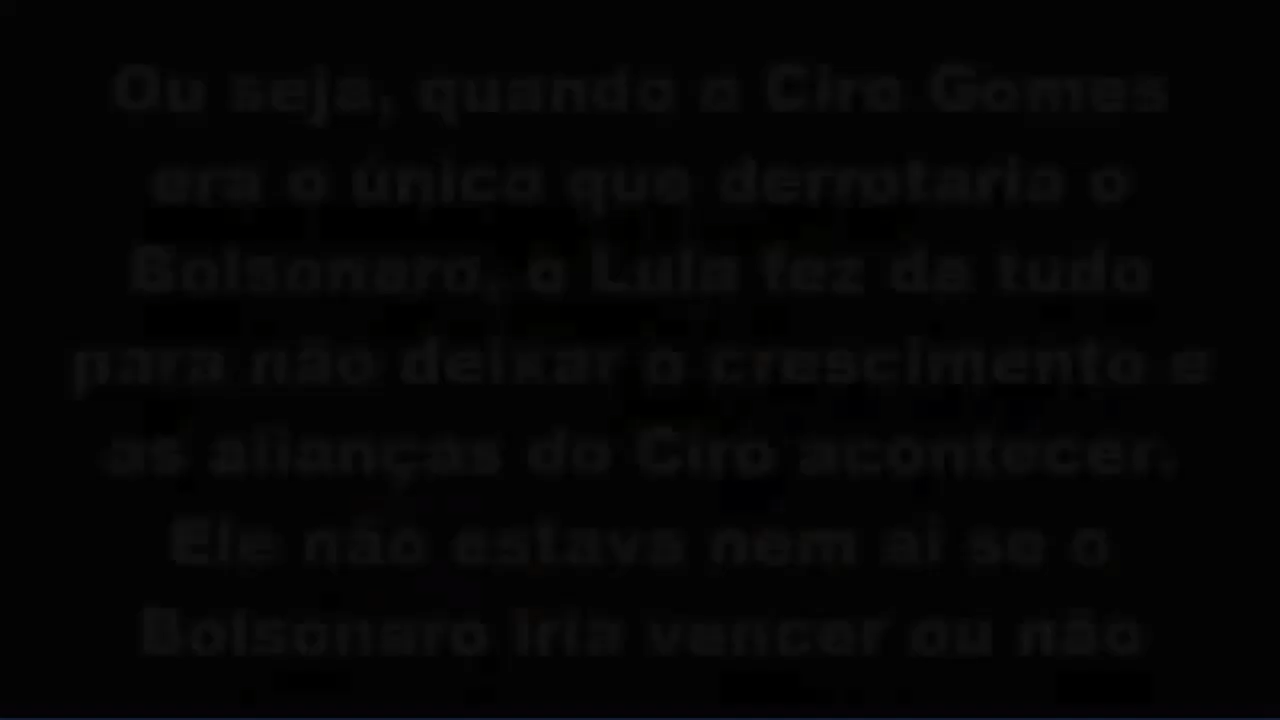 Ou seja, quando o Ciro Gomes
era o único que derrotaria o
Bolsonaro, o Lula fez de tudo
para não deixar o crescimento e
as alianças do Ciro acontecer.
Ele não estava nem aí se o
Bolsonaro iria vencer ou não